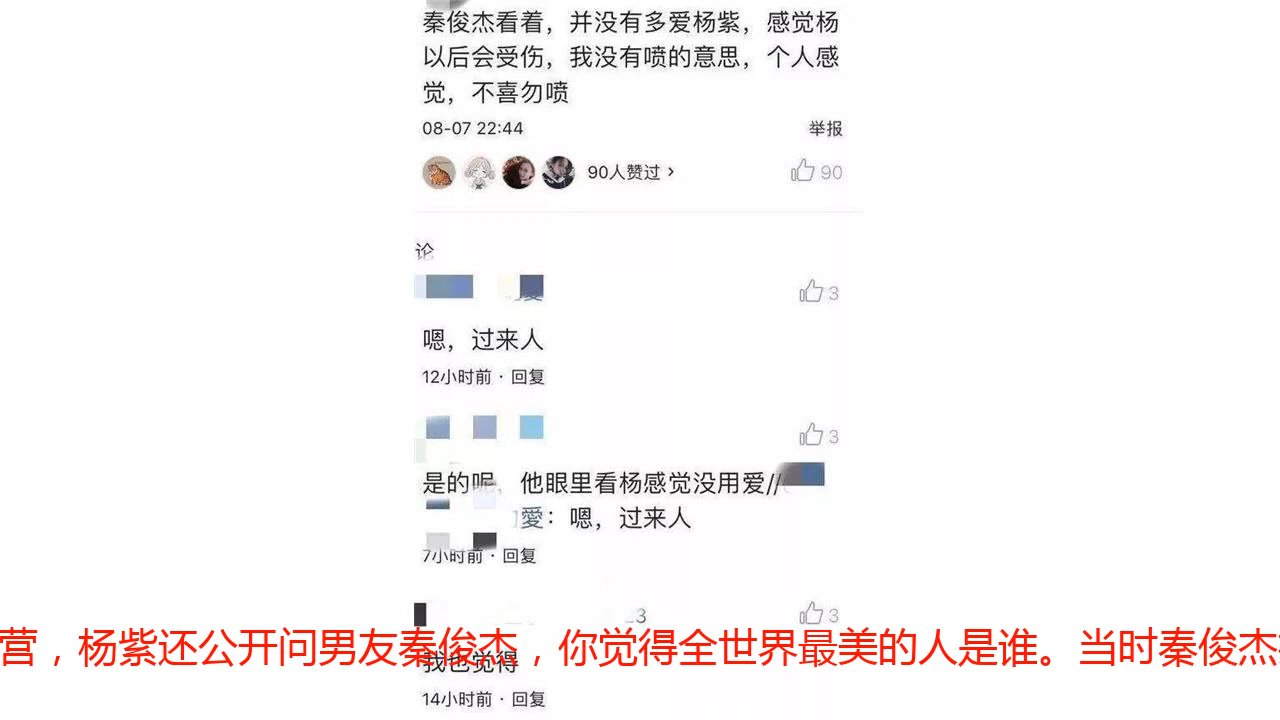 秦俊杰看着，并没有多爱杨紫，感觉杨
以后会受伤，我没有喷的意思，个人感
觉，不喜勿喷
08-07 22:44 举报
90人赞过 › 90
论
愛 3
嗯，过来人
12小时前 · 回复
3
是的呢，他眼里看杨感觉没用爱//
愛：嗯，过来人
7小时前 · 回复
3 3
营，杨紫还公开问男友秦俊杰，你觉得全世界最美的人是谁。当时秦俊杰
我也觉得
14小时前 · 回复